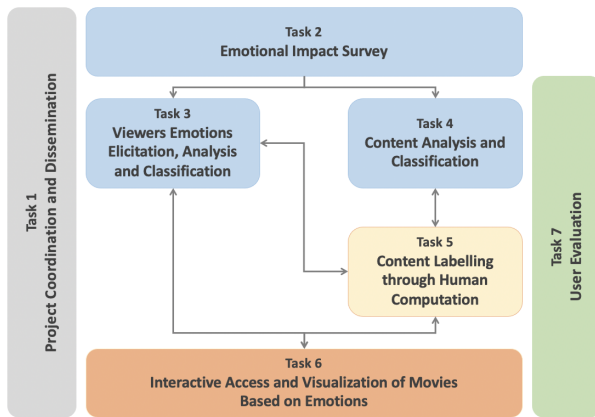 Task 1
Project Coordination and Dissemination
Task 2
Emotional Impact Survey
Task 3
Viewers Emotions
Elicitation, Analysis
and Classification
Task 4
Content Analysis and
Classification
Task 5
Content Labelling
through Human
Computation
Task 6
Interactive Access and Visualization of Movies
Based on Emotions
Task 7
User Evaluation